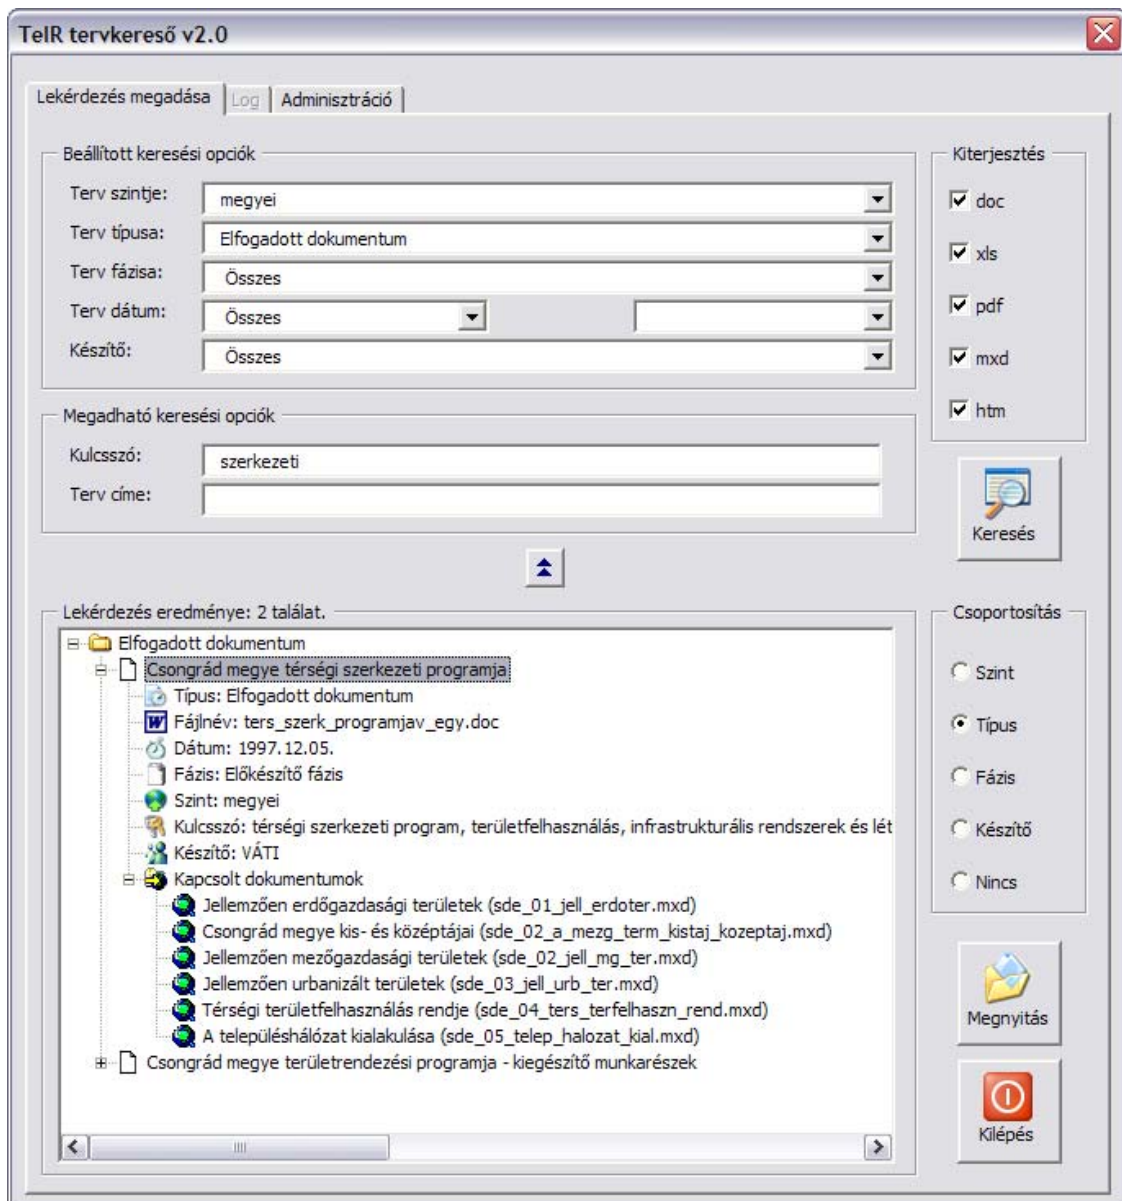 TeIR tervkereső v2.0
Lekérdezés megadása
Log
Adminisztráció
Beállított keresési opciók
Terv szintje:
megyei
Terv típusa:
Elfogadott dokumentum
Terv fázisa:
Összes
Terv dátum:
Összes
Készítő:
Összes
Kiterjesztés
doc
xls
pdf
mxd
htm
Megadható keresési opciók
Kulcsszó:
szerkezeti
Terv címe:
Keresés
Lekérdezés eredménye: 2 találat.
Elfogadott dokumentum
Csongrád megye térségi szerkezeti programja
Típus: Elfogadott dokumentum
Fájlnév: ters_szerk_programjav_egy.doc
Dátum: 1997.12.05.
Fázis: Előkészítő fázis
Szint: megyei
Kulcsszó: térségi szerkezeti program, területfelhasználás, infrastrukturális rendszerek és lét
Készítő: VÁTI
Kapcsolt dokumentumok
Jellemzően erdőgazdasági területek (sde_01_jell_erdoter.mxd)
Csongrád megye kis- és középtájai (sde_02_a_mezg_term_kistaj_kozeptaj.mxd)
Jellemzően mezőgazdasági területek (sde_02_jell_mg_ter.mxd)
Jellemzően urbanizált területek (sde_03_jell_urb_ter.mxd)
Térségi területfelhasználás rendje (sde_04_ters_terfelhaszn_rend.mxd)
A településhálózat kialakulása (sde_05_telep_halozat_kial.mxd)
Csongrád megye területrendezési programja - kiegészítő munkarészek
Csoportosítás
Szint
Típus
Fázis
Készítő
Nincs
Megnyitás
Kilépés